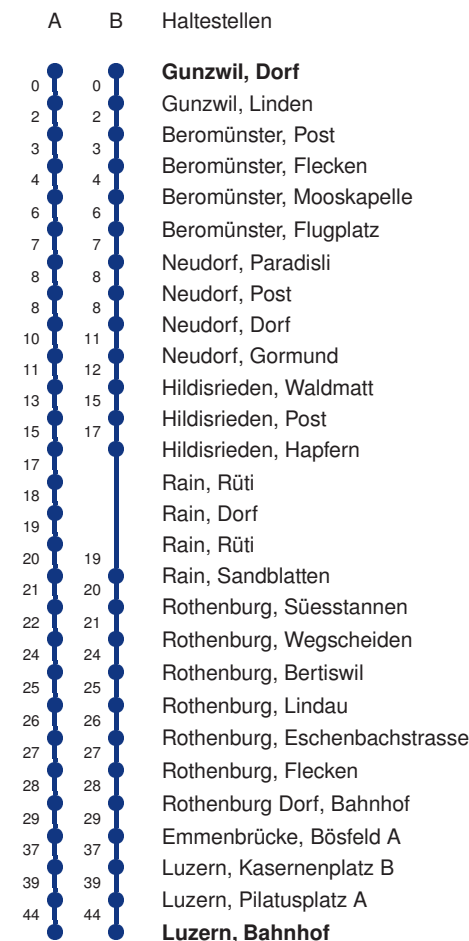 A B Haltestellen
Gunzwil, Dorf
0 0
Gunzwil, Linden
2 2
Beromünster, Post
3 3
Beromünster, Flecken
4 4
Beromünster, Mooskapelle
6 6
Beromünster, Flugplatz
7 7
Neudorf, Paradisli
8 8
Neudorf, Post
8 8
Neudorf, Dorf
10 11
Neudorf, Gormund
11 12
Hildisrieden, Waldmatt
13 15
Hildisrieden, Post
15 17
Hildisrieden, Hapfern
17
Rain, Rüti
18
Rain, Dorf
19
Rain, Rüti
20 19
Rain, Sandblatten
21 20
Rothenburg, Süesstannen
22 21
Rothenburg, Wegscheiden
24 24
Rothenburg, Bertiswil
25 25
Rothenburg, Lindau
26 26
Rothenburg, Eschenbachstrasse
27 27
Rothenburg, Flecken
28 28
Rothenburg Dorf, Bahnhof
29 29
Emmenbrücke, Bösfeld A
37 37
Luzern, Kasernenplatz B
39 39
Luzern, Pilatusplatz A
44 44
Luzern, Bahnhof